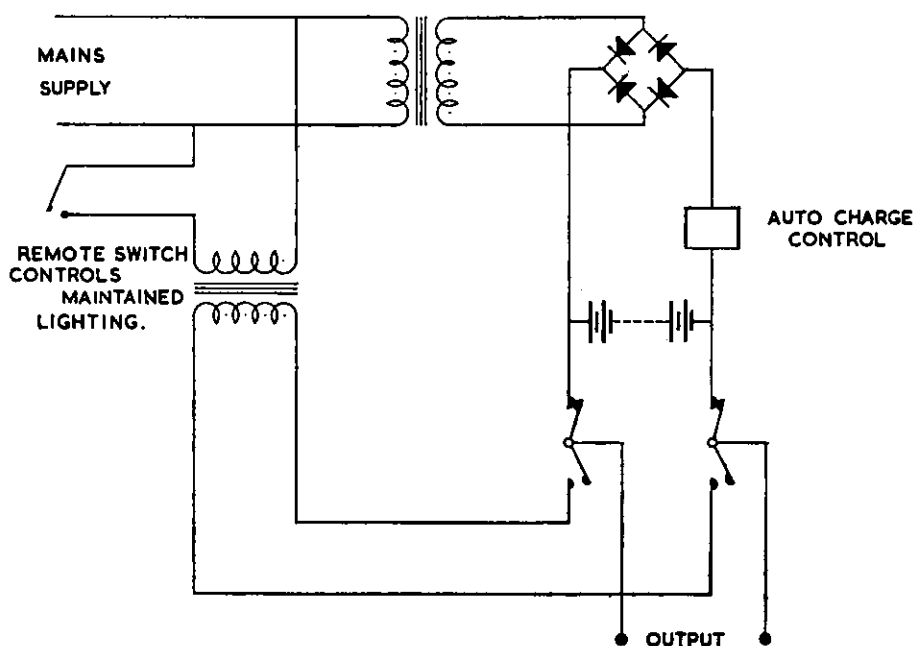 MAINS
SUPPLY
AUTO CHARGE
CONTROL
REMOTE SWITCH
CONTROLS
MAINTAINED
LIGHTING.
OUTPUT